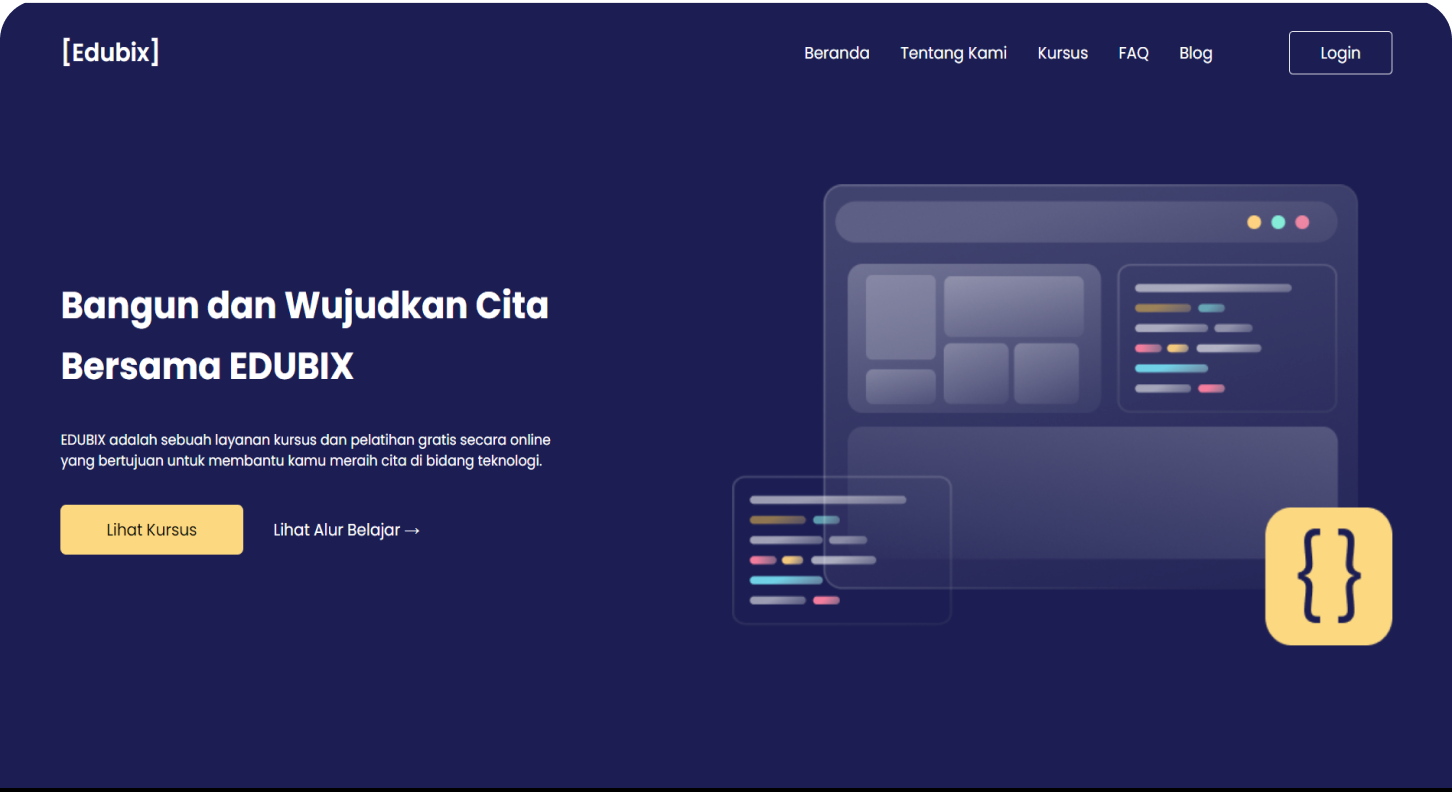 [Edubix]
Beranda Tentang Kami Kursus FAQ Blog Login
Bangun dan Wujudkan Cita
Bersama EDUBIX
EDUBIX adalah sebuah layanan kursus dan pelatihan gratis secara online
yang bertujuan untuk membantu kamu meraih cita di bidang teknologi.
Lihat Kursus
Lihat Alur Belajar →
{ }